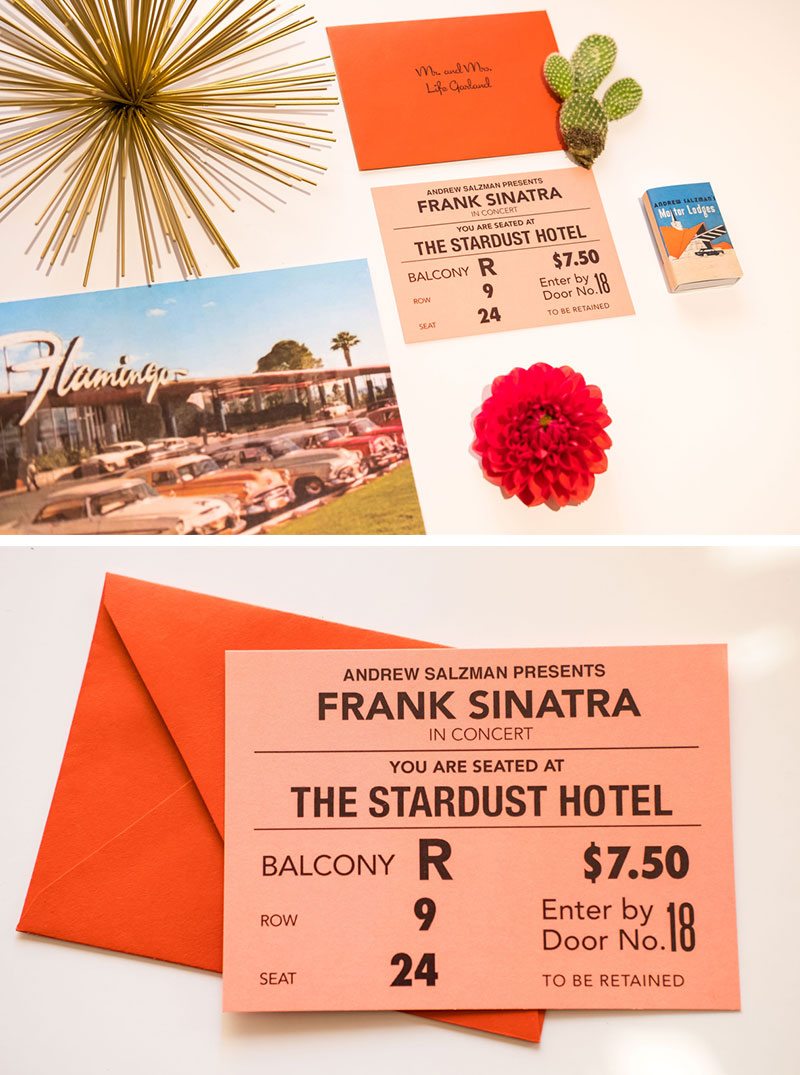 Mr. and Mrs.
Life Garland
ANDREW SALZMAN PRESENTS
FRANK SINATRA
IN CONCERT
YOU ARE SEATED AT
THE STARDUST HOTEL
BALCONY R $7.50
ROW 9 Enter by
Door No. 18
SEAT 24 TO BE RETAINED
ANDREW SALZMAN'S
Motor Lodges
Flamingo
ANDREW SALZMAN PRESENTS
FRANK SINATRA
IN CONCERT
YOU ARE SEATED AT
THE STARDUST HOTEL
BALCONY R $7.50
ROW 9 Enter by
Door No. 18
SEAT 24 TO BE RETAINED